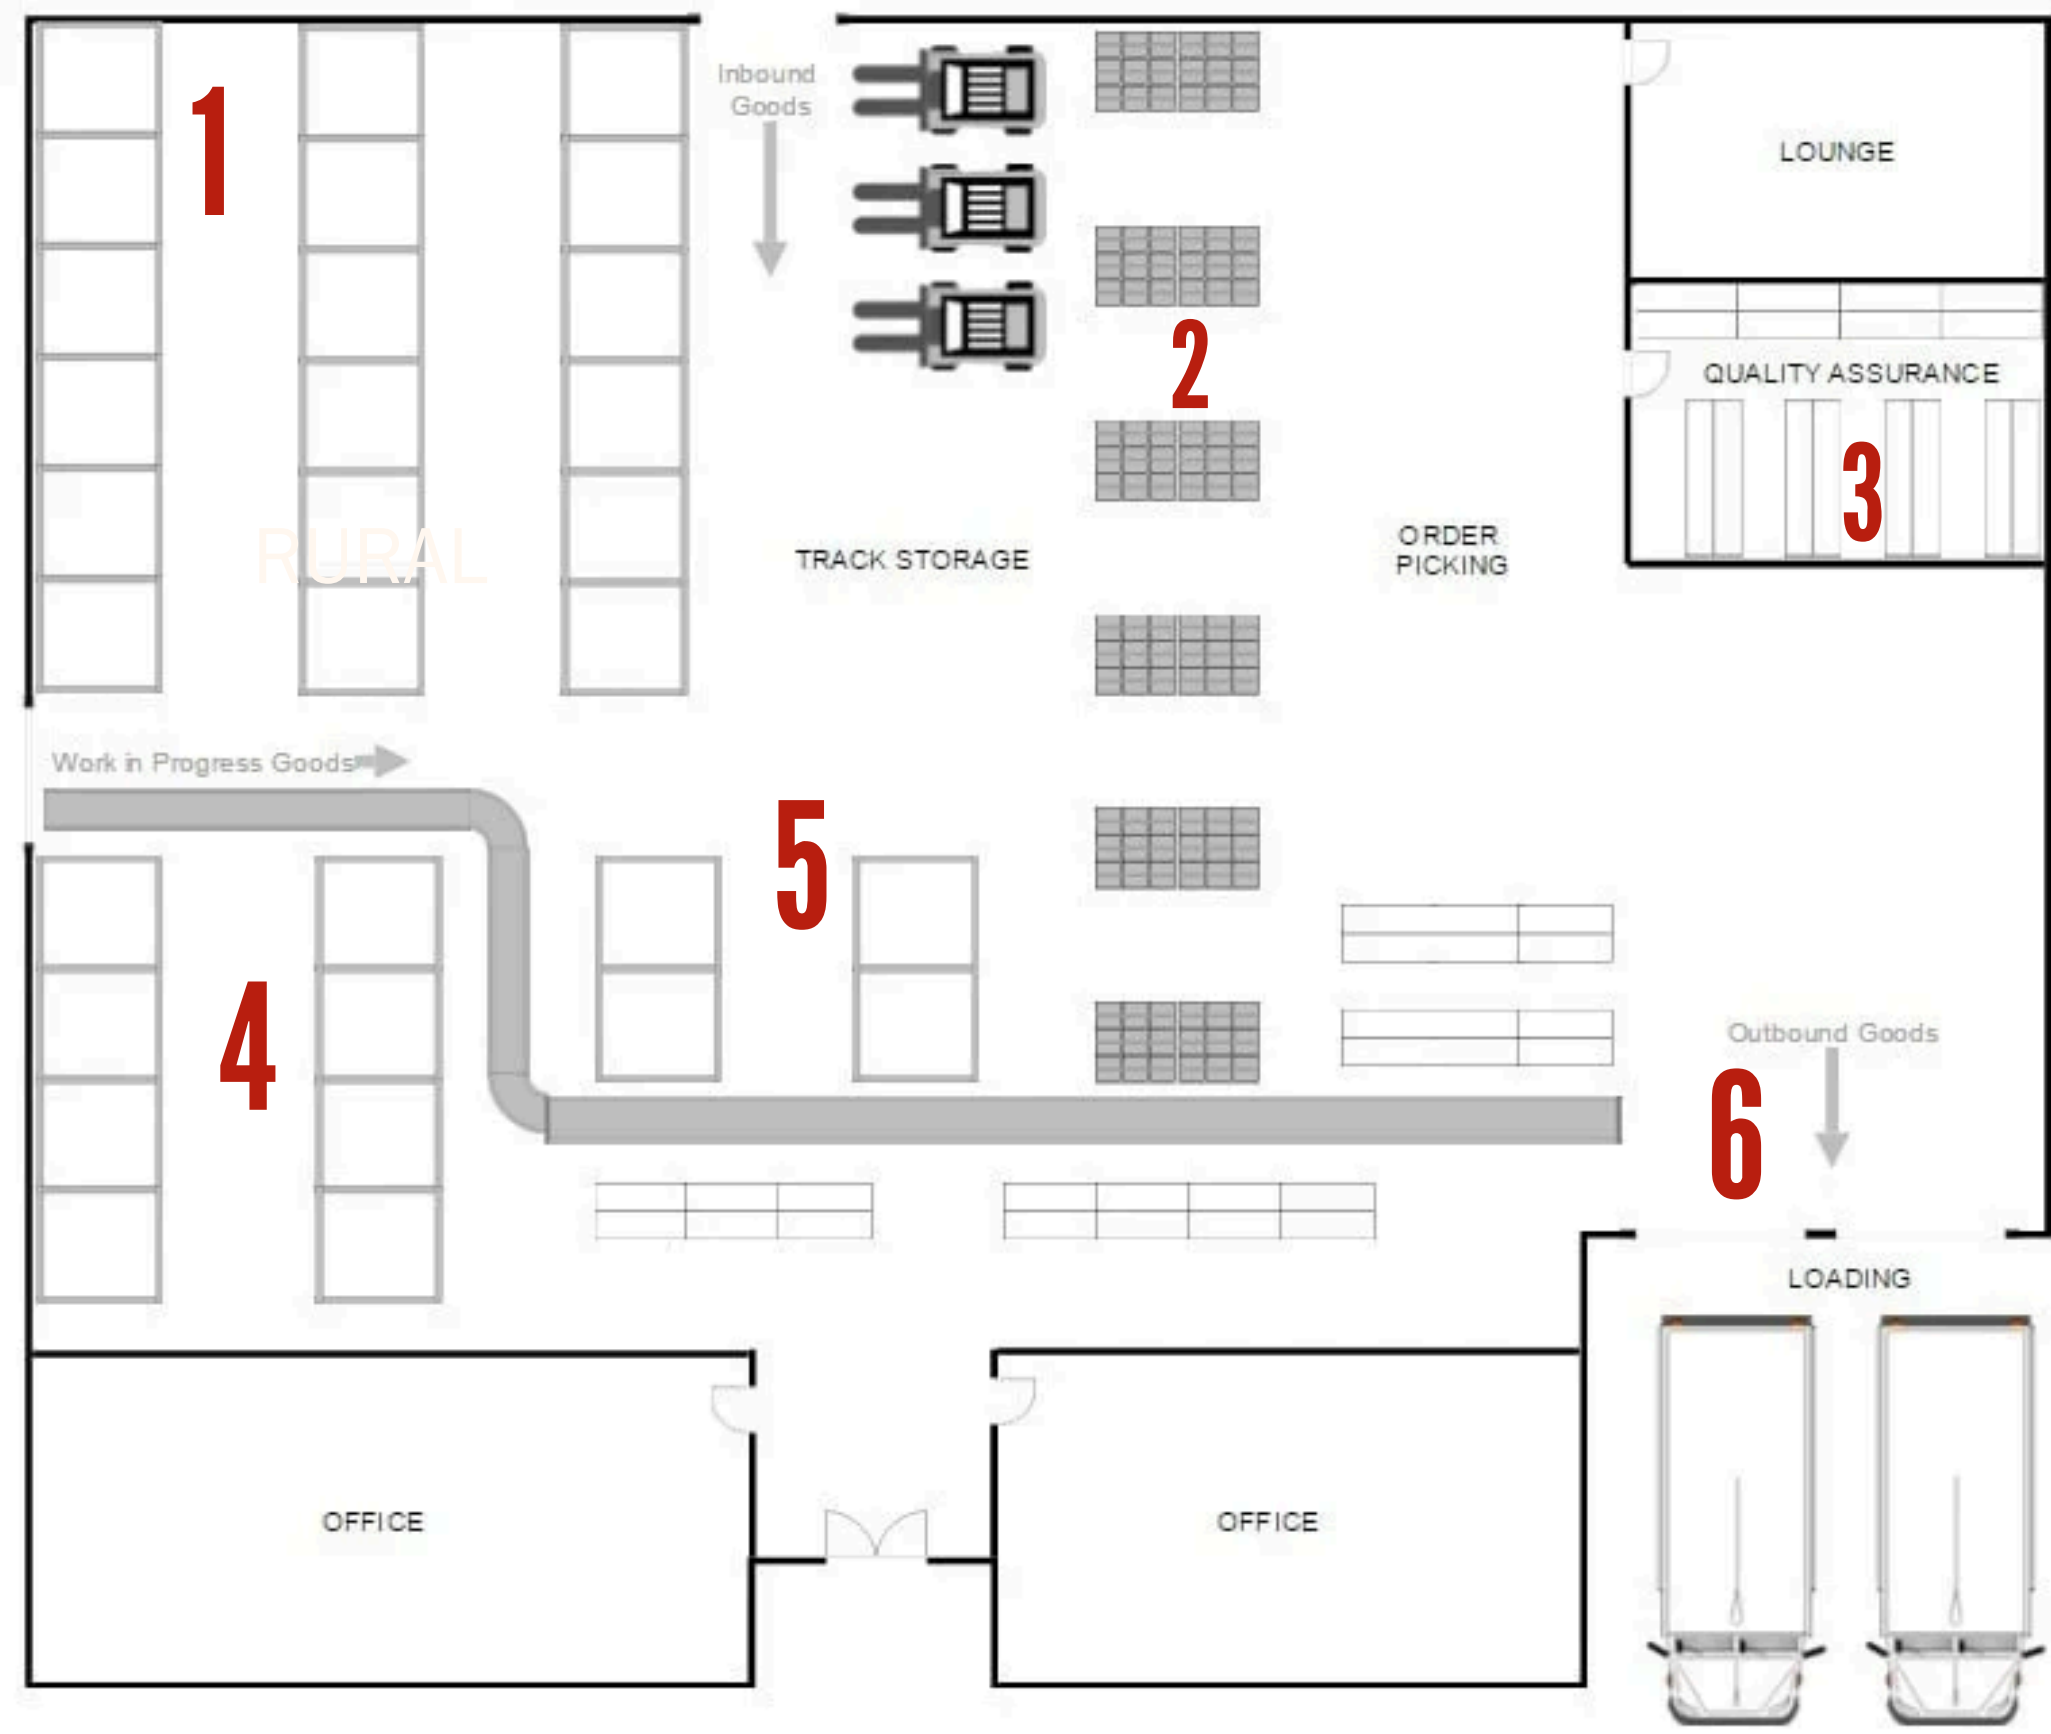 Inbound
Goods
1
LOUNGE
2
QUALITY ASSURANCE
3
RURAL
TRACK STORAGE
ORDER
PICKING
Work in Progress Goods
5
4
Outbound Goods
6
LOADING
OFFICE
OFFICE